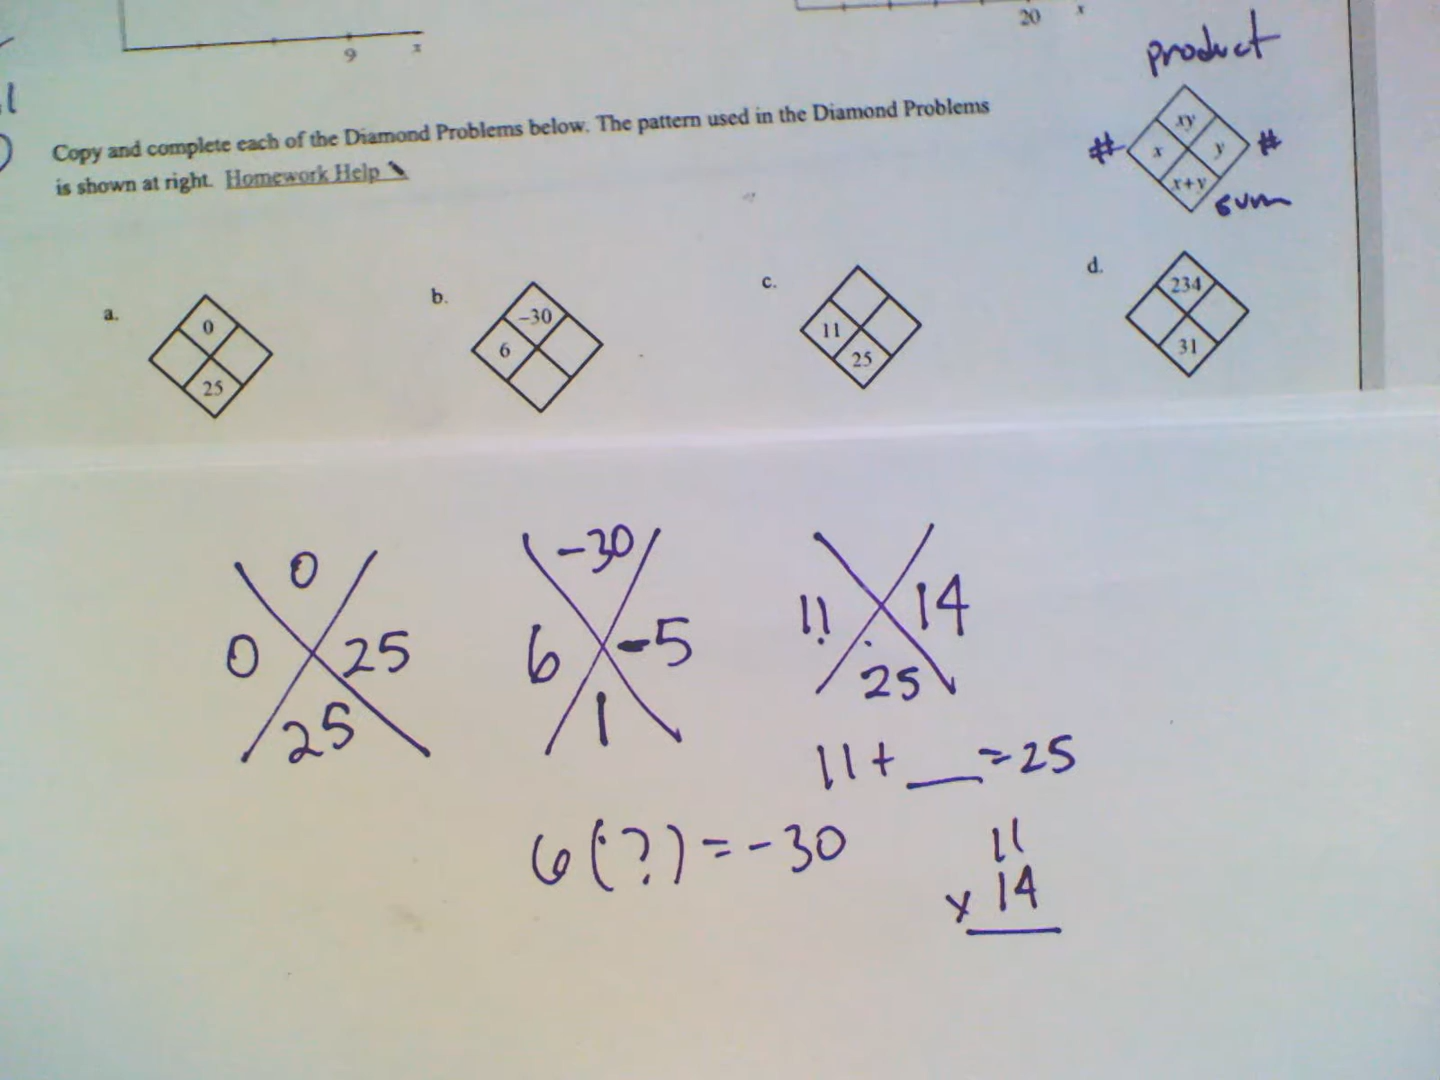 9 x
20 x
product
.1
Copy and complete each of the Diamond Problems below. The pattern used in the Diamond Problems
is shown at right. Homework Help
# xy #
x y
x+y
sum
a. 0
25
b. -30
6
c. 11
25
d. 234
31
0
0 25
25
-30
6 -5
1
11 14
25
11 + __ = 25
6 (?) = -30
11
x 14